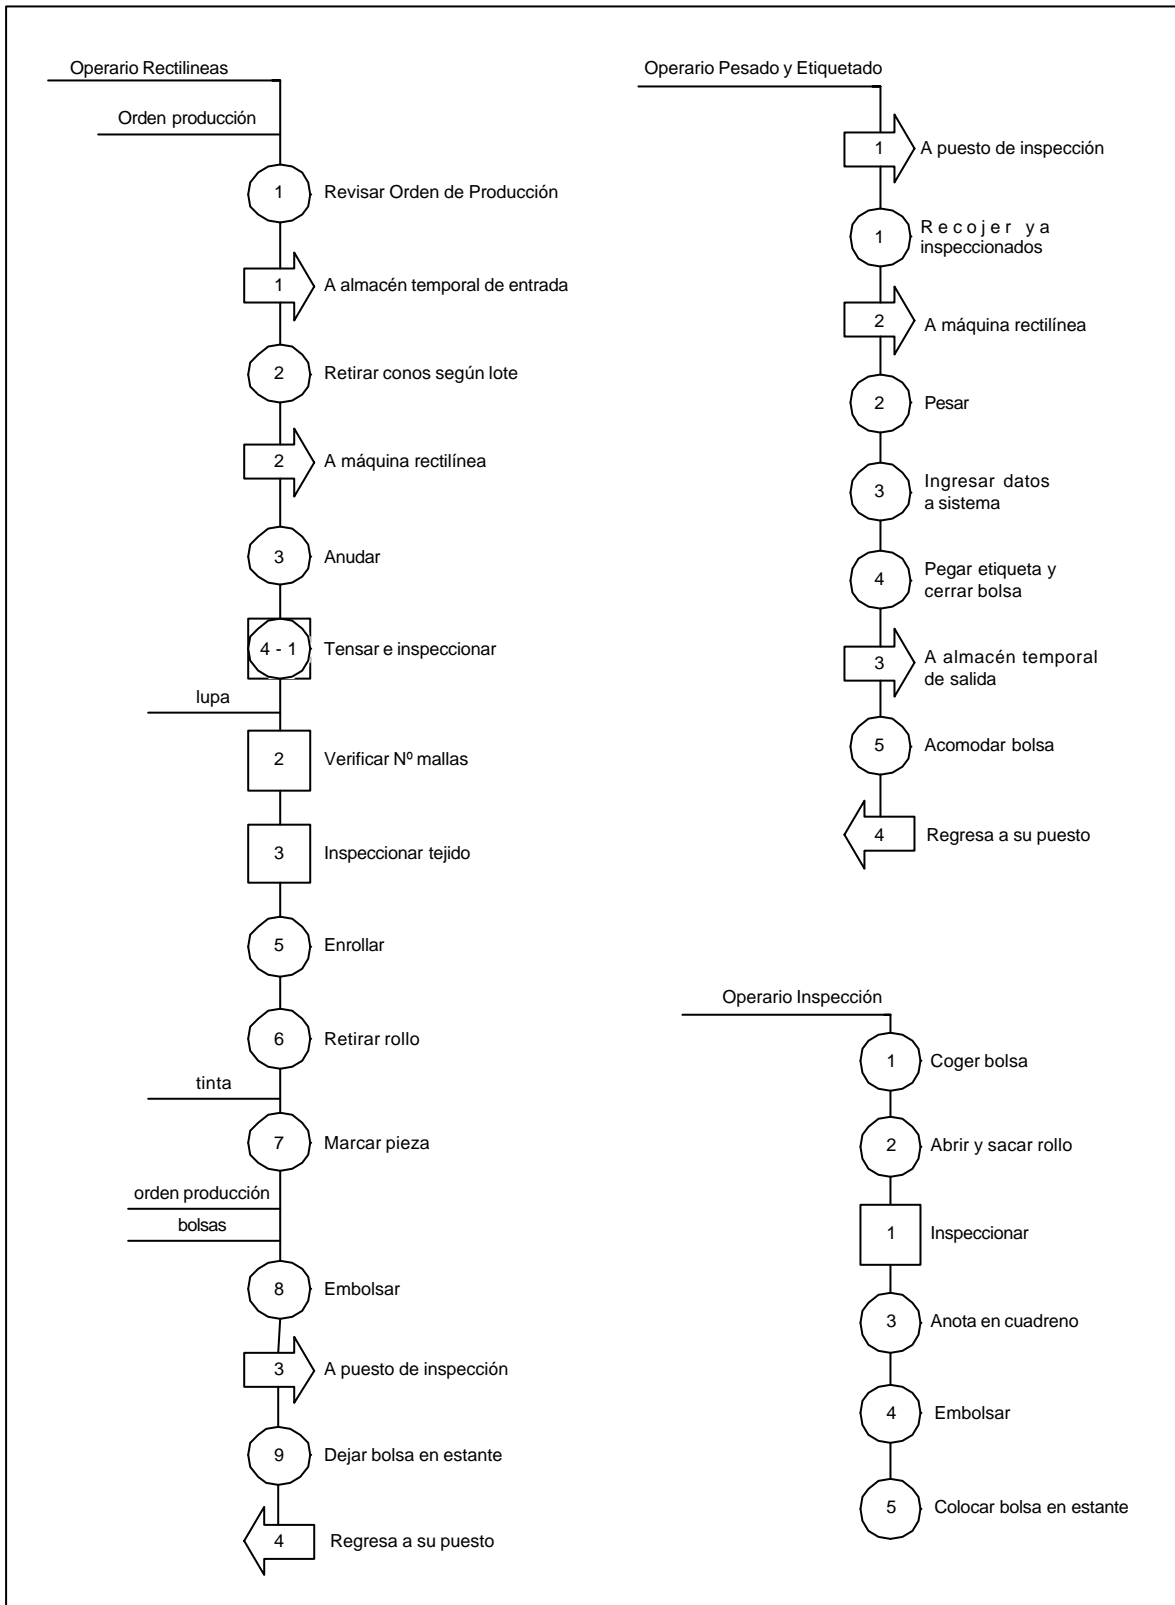 Operario Rectilineas
Orden producción
1
Revisar Orden de Producción
1
A almacén temporal de entrada
2
Retirar conos según lote
2
A máquina rectilínea
3
Anudar
4 - 1
Tensar e inspeccionar
lupa
2
Verificar Nº mallas
3
Inspeccionar tejido
5
Enrollar
6
Retirar rollo
tinta
7
Marcar pieza
orden producción
bolsas
8
Embolsar
3
A puesto de inspección
9
Dejar bolsa en estante
4
Regresa a su puesto
Operario Pesado y Etiquetado
1
A puesto de inspección
1
Recojer ya
inspeccionados
2
A máquina rectilínea
2
Pesar
3
Ingresar datos
a sistema
4
Pegar etiqueta y
cerrar bolsa
3
A almacén temporal
de salida
5
Acomodar bolsa
4
Regresa a su puesto
Operario Inspección
1
Coger bolsa
2
Abrir y sacar rollo
1
Inspeccionar
3
Anota en cuadreno
4
Embolsar
5
Colocar bolsa en estante